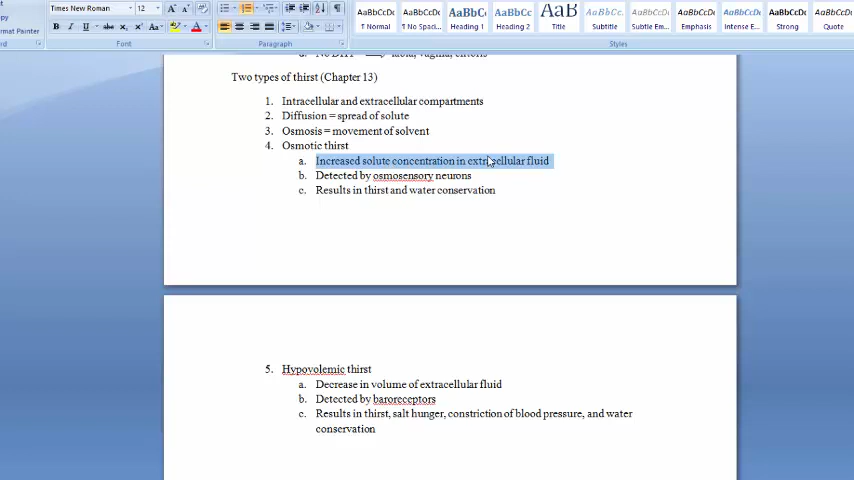 Times New Roman 12
Format Painter
Font
Paragraph
Styles
AaBbCcDc AaBbCcDc AaBbC AaBbCc AaB AaBbCc. AaBbCcDc AaBbCcDc AaBbCcDc AaBbCcDc
¶ Normal ¶ No Spaci... Heading 1 Heading 2 Title Subtitle Subtle Em... Emphasis Intense E... Strong Quote
Two types of thirst (Chapter 13)
1. Intracellular and extracellular compartments
2. Diffusion = spread of solute
3. Osmosis = movement of solvent
4. Osmotic thirst
a. Increased solute concentration in extracellular fluid
b. Detected by osmosensory neurons
c. Results in thirst and water conservation
5. Hypovolemic thirst
a. Decrease in volume of extracellular fluid
b. Detected by baroreceptors
c. Results in thirst, salt hunger, constriction of blood pressure, and water
conservation